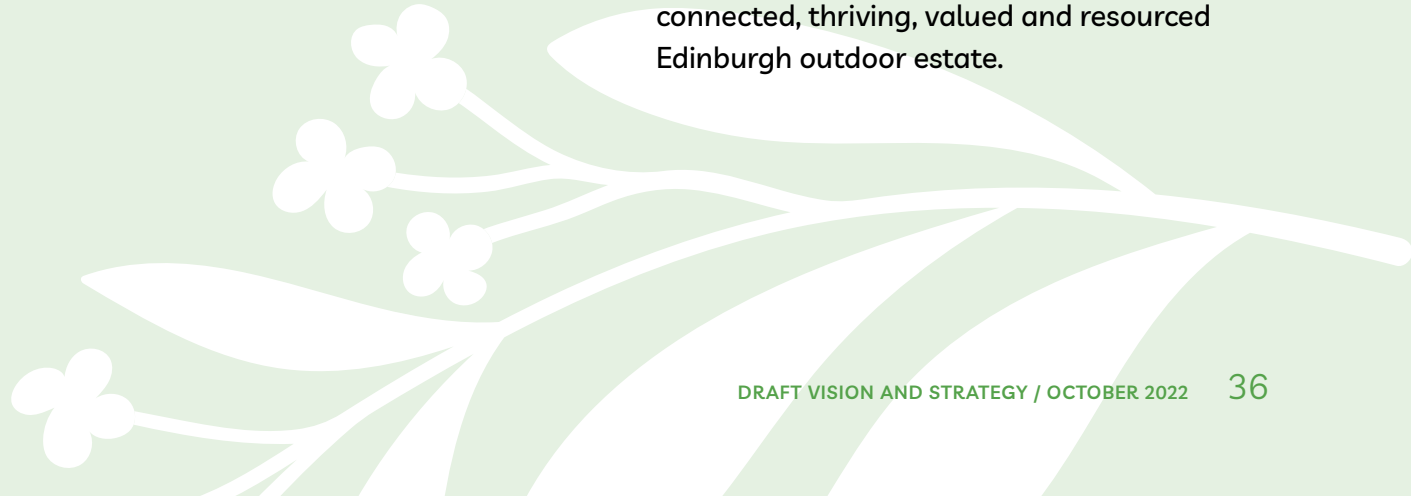 connected, thriving, valued and resourced
Edinburgh outdoor estate.
DRAFT VISION AND STRATEGY / OCTOBER 2022 36